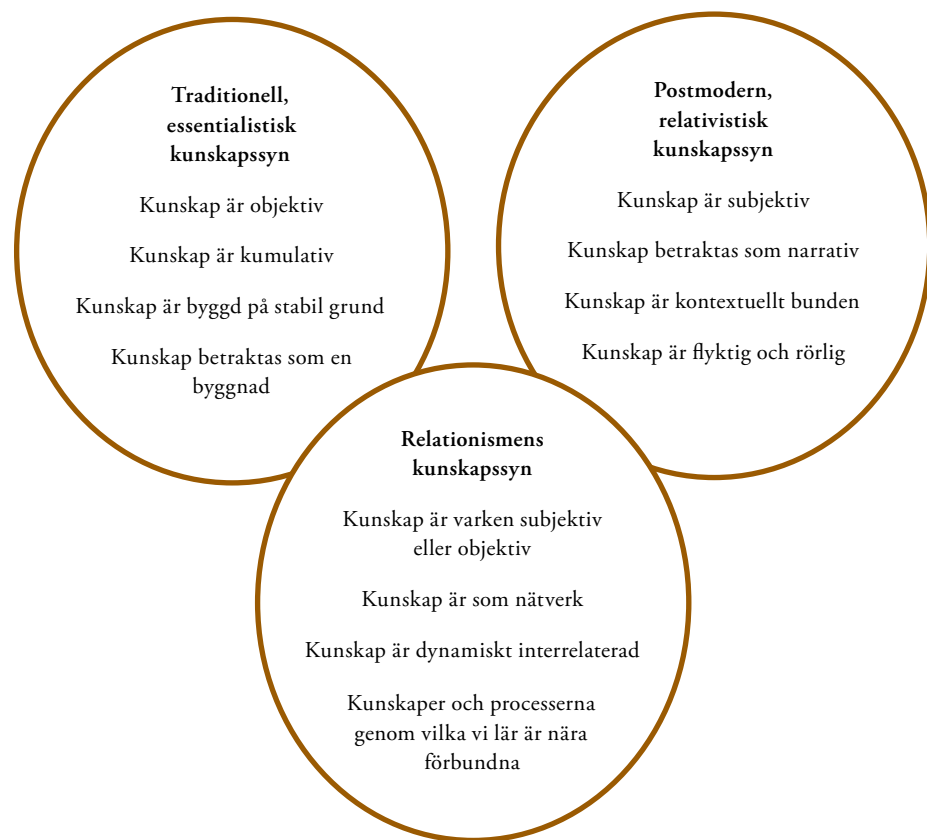 Traditionell,
essentialistisk
kunskapssyn
Kunskap är objektiv
Kunskap är kumulativ
Kunskap är byggd på stabil grund
Kunskap betraktas som en
byggnad
Postmodern,
relativistisk
kunskapssyn
Kunskap är subjektiv
Kunskap betraktas som narrativ
Kunskap är kontextuellt bunden
Kunskap är flyktig och rörlig
Relationismens
kunskapssyn
Kunskap är varken subjektiv
eller objektiv
Kunskap är som nätverk
Kunskap är dynamiskt interrelaterad
Kunskaper och processerna
genom vilka vi lär är nära
förbundna